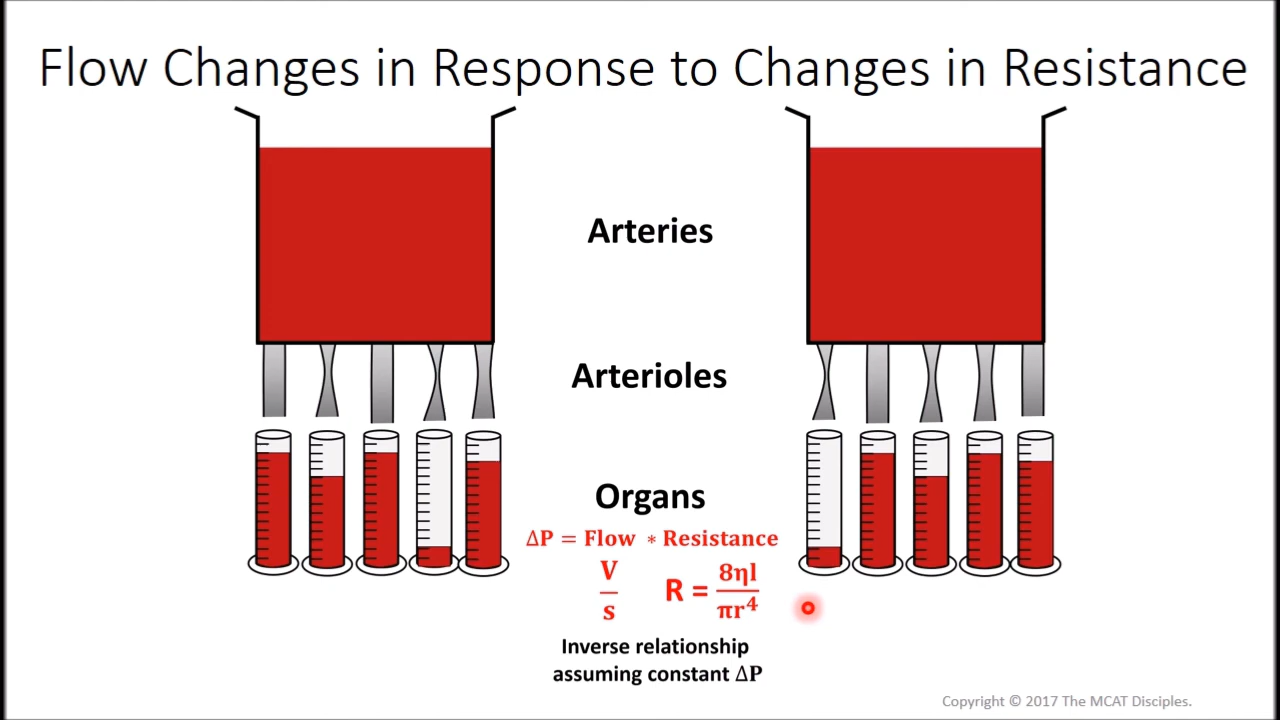 Flow Changes in Response to Changes in Resistance
Arteries
Arterioles
Organs
ΔP = Flow * Resistance
V/s R = 8ηl/πr⁴
Inverse relationship
assuming constant ΔP
Copyright © 2017 The MCAT Disciples.